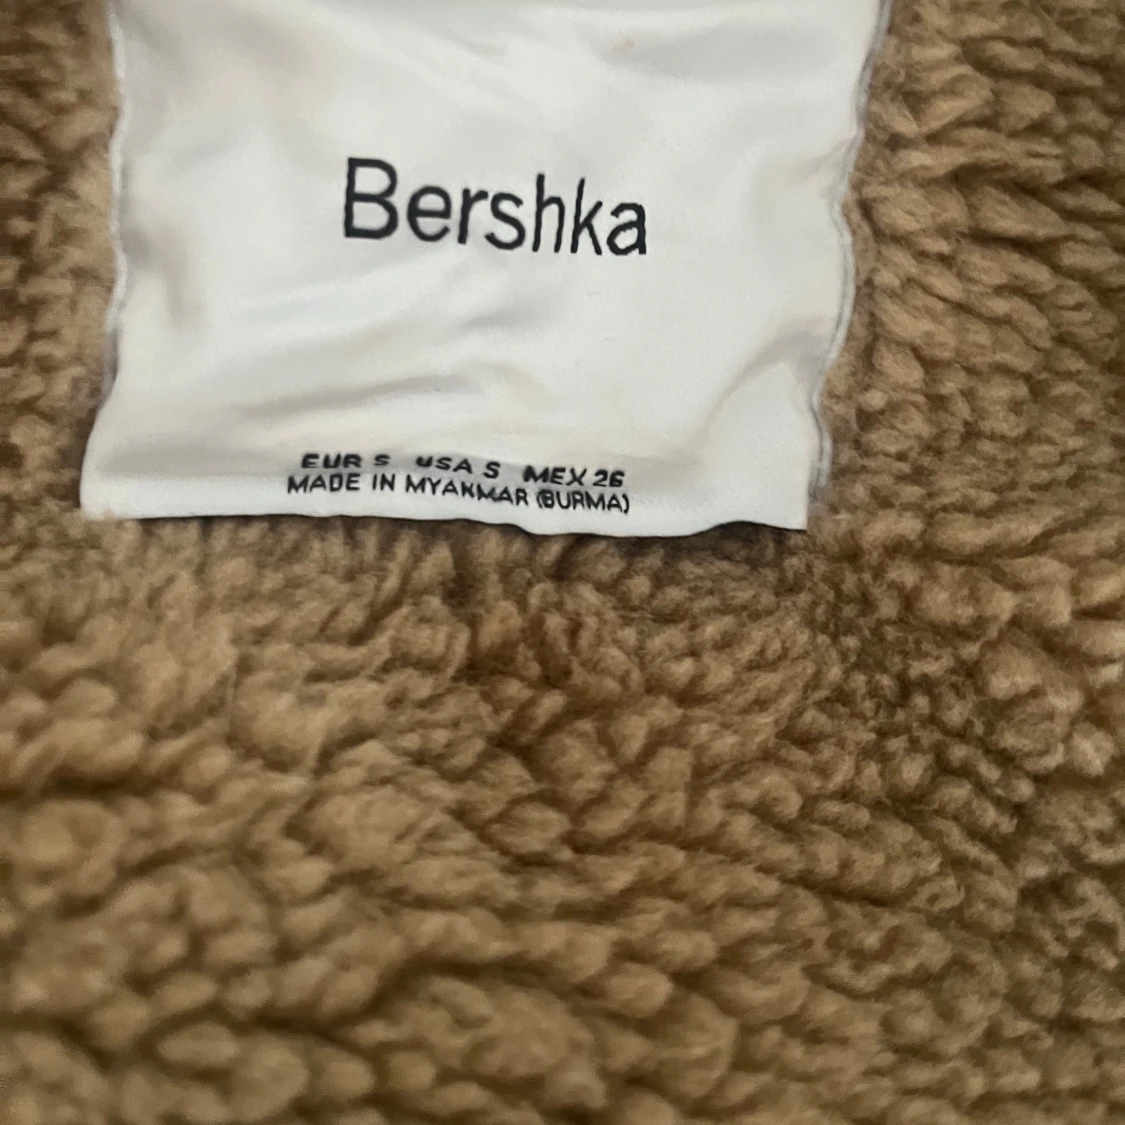 Bershka
EUR S USA S MEX 26
MADE IN MYANMAR (BURMA)